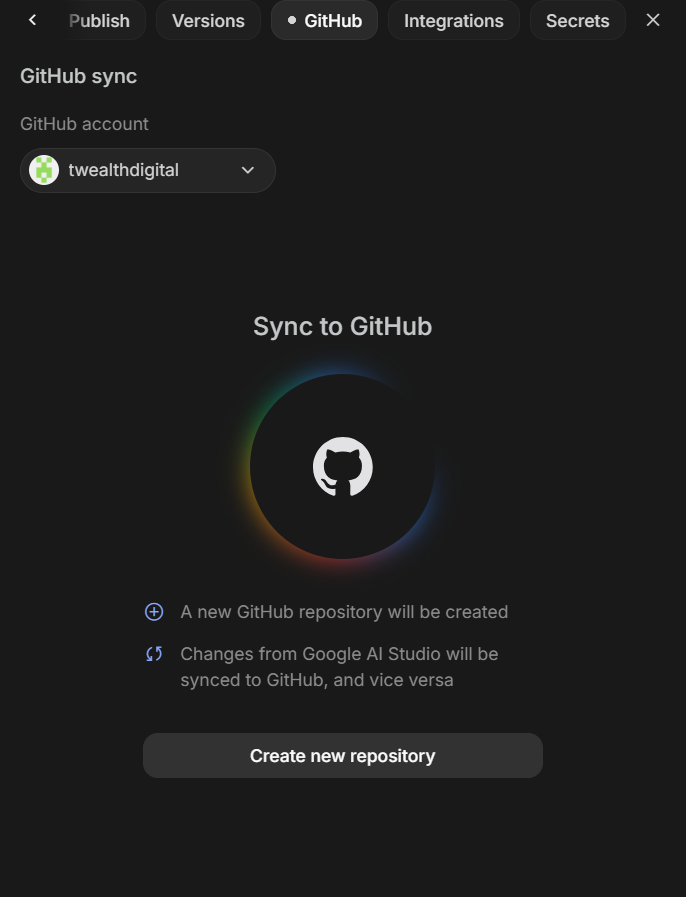 Publish
Versions
GitHub
Integrations
Secrets
GitHub sync
GitHub account
twealthdigital
Sync to GitHub
A new GitHub repository will be created
Changes from Google AI Studio will be
synced to GitHub, and vice versa
Create new repository